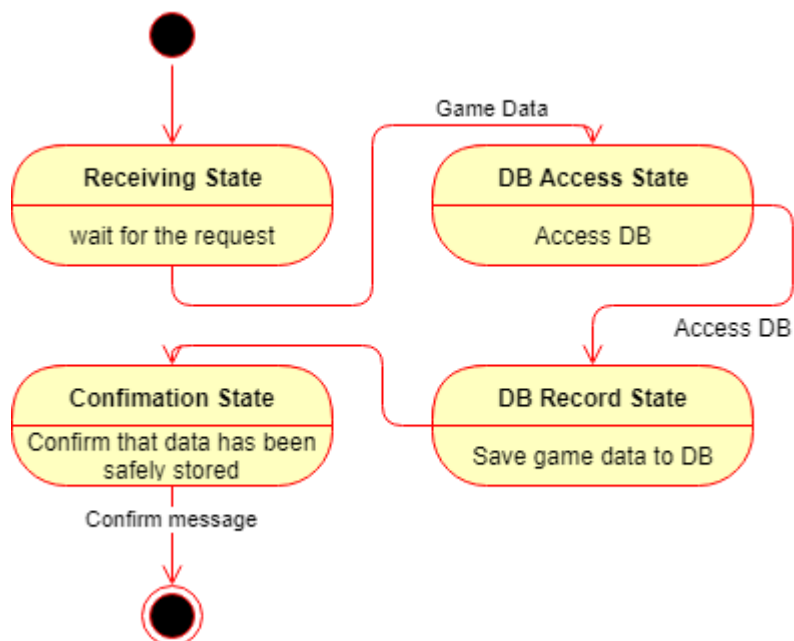 Game Data
Receiving State
wait for the request
DB Access State
Access DB
Access DB
Confimation State
Confirm that data has been
safely stored
DB Record State
Save game data to DB
Confirm message